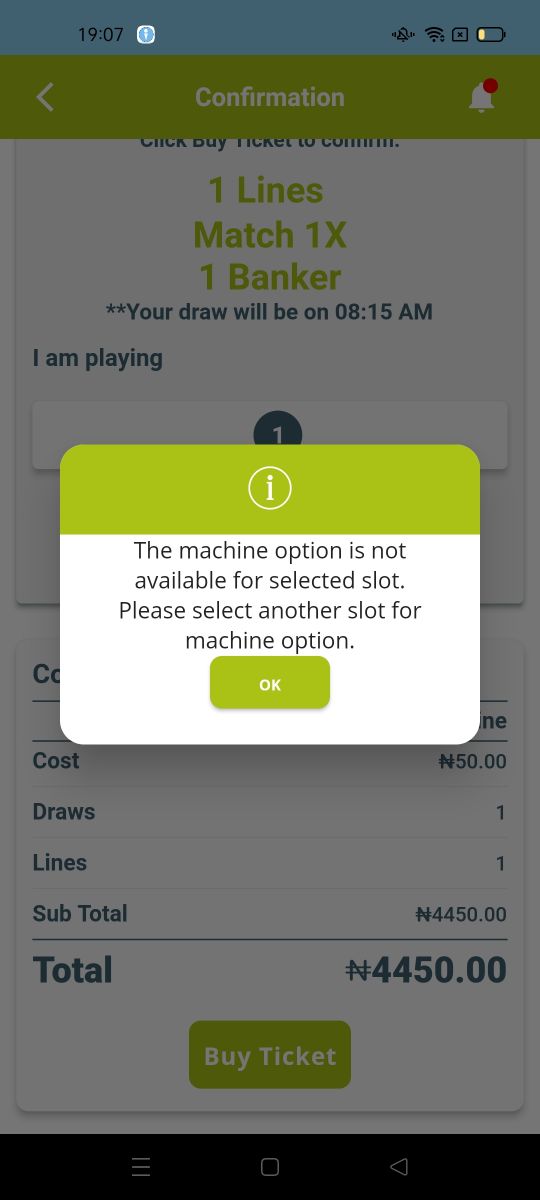 19:07
Confirmation
Click Buy Ticket to confirm.
1 Lines
Match 1X
1 Banker
**Your draw will be on 08:15 AM
I am playing
1
The machine option is not
available for selected slot.
Please select another slot for
machine option.
OK
Cost ₦50.00
Draws 1
Lines 1
Sub Total ₦4450.00
Total ₦4450.00
Buy Ticket